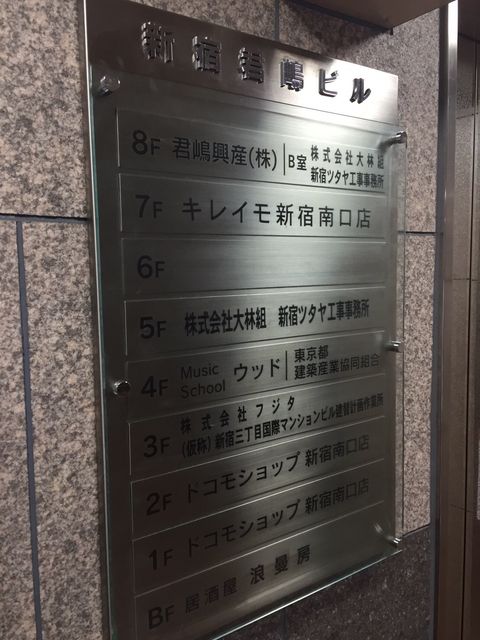 新宿君嶋ビル
8F 君嶋興産(株) B室 株式会社大林組
新宿ツタヤ工事事務所
7F キレイモ新宿南口店
6F
5F 株式会社大林組 新宿ツタヤ工事事務所
4F Music School ウッド 東京都
建築産業協同組合
3F 株式会社フジタ
(仮称)新宿三丁目国際マンションビル建替計画作業所
2F ドコモショップ 新宿南口店
1F ドコモショップ 新宿南口店
BF 居酒屋 浪曼房